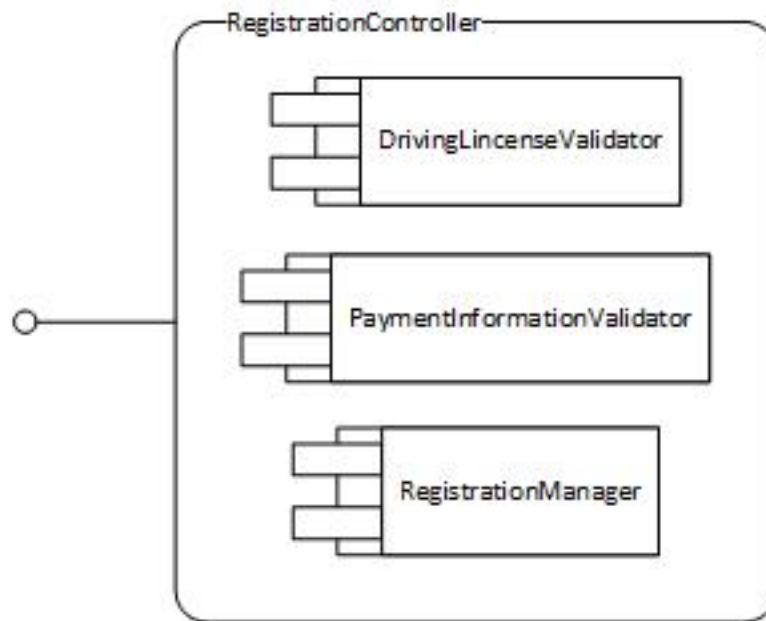 RegistrationController
DrivingLincenseValidator
PaymentInformationValidator
RegistrationManager